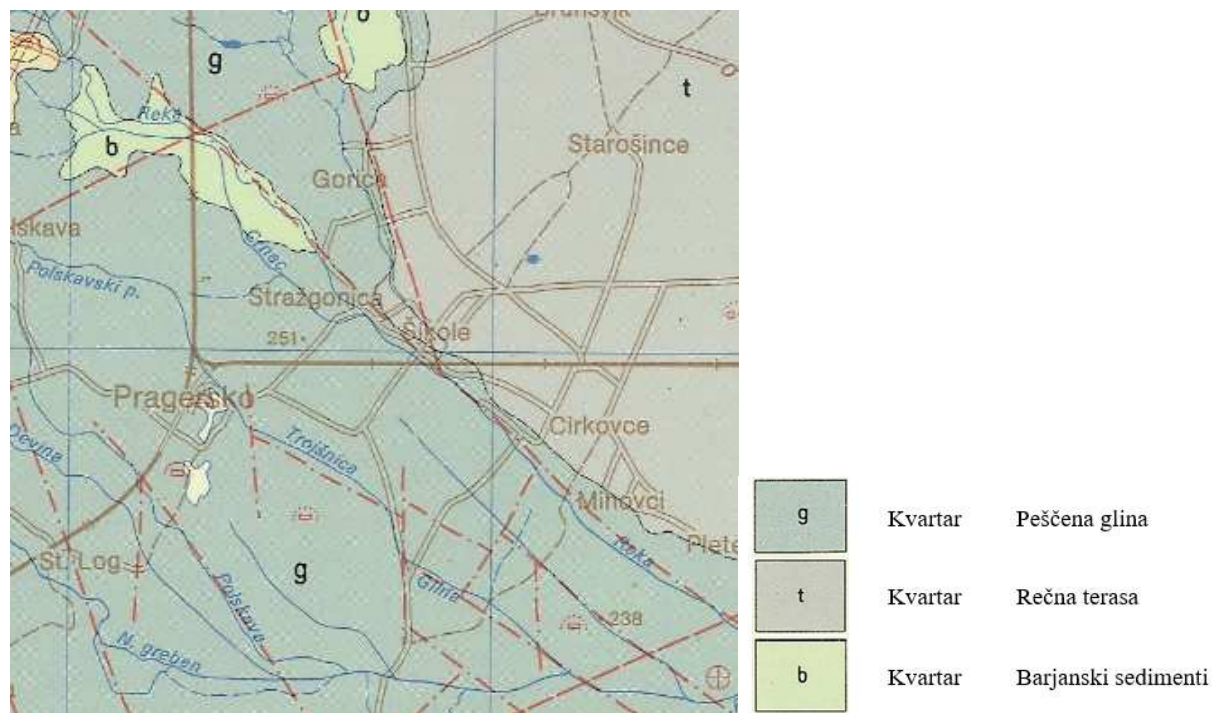 g
t
Starošince
Reka
b
Gorica
Črnac
Polskavski p.
Stražgonica
Šikole
251
Pragersko
Cirkovce
Devina
Trojšnica
Mihovci
g
Reka
St. Log
Polskava
Glina
238
N. greben
g Kvartar Peščena glina
t Kvartar Rečna terasa
b Kvartar Barjanski sedimenti